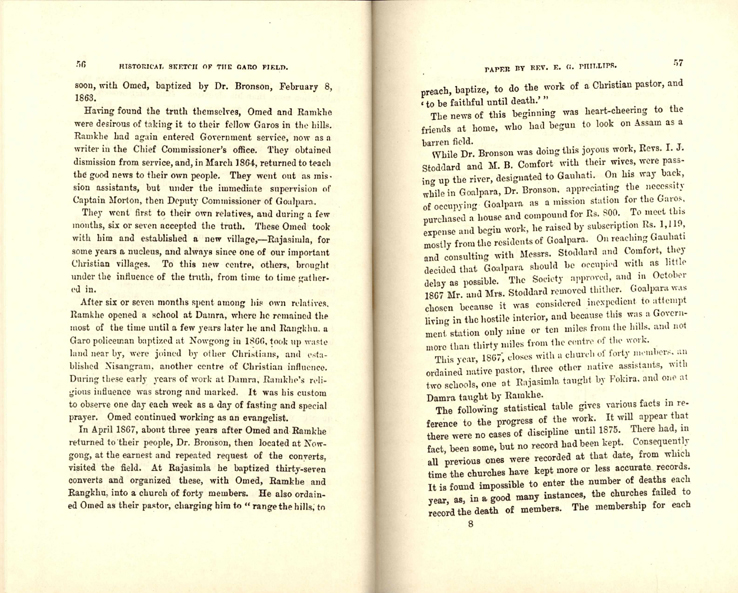 56 HISTORICAL SKETCH OF THE GARO FIELD.
soon, with Omed, baptized by Dr. Bronson, February 8,
1863.
Having found the truth themselves, Omed and Ramkhe
were desirous of taking it to their fellow Garos in the hills.
Ramkhe had again entered Government service, now as a
writer in the Chief Commissioner's office. They obtained
dismission from service, and, in March 1864, returned to teach
the good news to their own people. They went out as mis-
sion assistants, but under the immediate supervision of
Captain Morton, then Deputy Commissioner of Goalpara.
They went first to their own relatives, and during a few
months, six or seven accepted the truth. These Omed took
with him and established a new village,—Rajasimla, for
some years a nucleus, and always since one of our important
Christian villages. To this new centre, others, brought
under the influence of the truth, from time to time gather-
ed in.
After six or seven months spent among his own relatives,
Ramkhe opened a school at Damra, where he remained the
most of the time until a few years later he and Rangkhu, a
Garo policeman baptized at Nowgong in 1866, took up waste
land near by, were joined by other Christians, and esta-
blished Nisangram, another centre of Christian influence.
During these early years of work at Damra, Ramkhe's reli-
gious influence was strong and marked. It was his custom
to observe one day each week as a day of fasting and special
prayer. Omed continued working as an evangelist.
In April 1867, about three years after Omed and Ramkhe
returned to their people, Dr. Bronson, then located at Now-
gong, at the earnest and repeated request of the converts,
visited the field. At Rajasimla he baptized thirty-seven
converts and organized these, with Omed, Ramkhe and
Rangkhu, into a church of forty members. He also ordain-
ed Omed as their pastor, charging him to “ range the hills, to
PAPER BY REV. E. G. PHILLIPS. 57
preach, baptize, to do the work of a Christian pastor, and
‘ to be faithful until death.’ ”
The news of this beginning was heart-cheering to the
friends at home, who had begun to look on Assam as a
barren field.
While Dr. Bronson was doing this joyous work, Revs. I. J.
Stoddard and M. B. Comfort with their wives, were pass-
ing up the river, designated to Gauhati. On his way back,
while in Goalpara, Dr. Bronson, appreciating the necessity
of occupying Goalpara as a mission station for the Garos,
purchased a house and compound for Rs. 800. To meet this
expense and begin work, he raised by subscription Rs. 1,119,
mostly from the residents of Goalpara. On reaching Gauhati
and consulting with Messrs. Stoddard and Comfort, they
decided that Goalpara should be occupied with as little
delay as possible. The Society approved, and in October
1867 Mr. and Mrs. Stoddard removed thither. Goalpara was
chosen because it was considered inexpedient to attempt
living in the hostile interior, and because this was a Govern-
ment station only nine or ten miles from the hills, and not
more than thirty miles from the centre of the work.
This year, 1867, closes with a church of forty members, an
ordained native pastor, three other native assistants, with
two schools, one at Rajasimla taught by Fokira, and one at
Damra taught by Ramkhe.
The following statistical table gives various facts in re-
ference to the progress of the work. It will appear that
there were no cases of discipline until 1875. There had, in
fact, been some, but no record had been kept. Consequently
all previous ones were recorded at that date, from which
time the churches have kept more or less accurate records.
It is found impossible to enter the number of deaths each
year, as, in a good many instances, the churches failed to
record the death of members. The membership for each
8